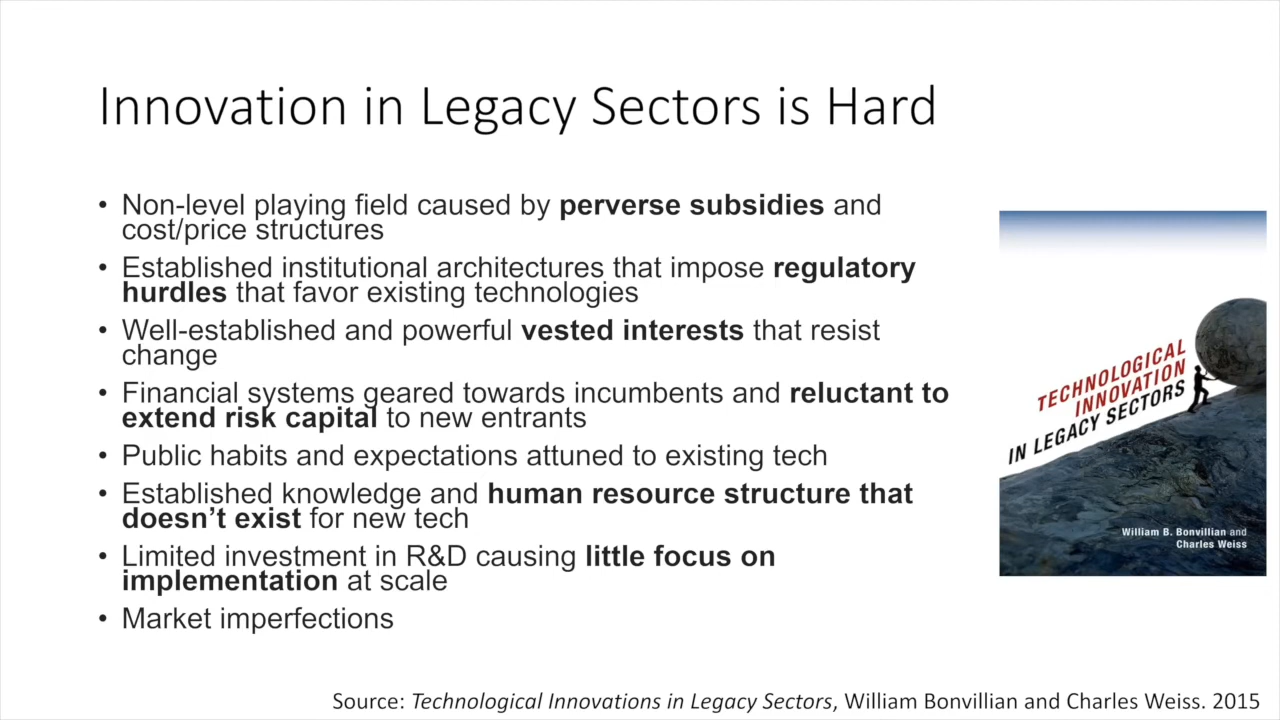 Innovation in Legacy Sectors is Hard
• Non-level playing field caused by perverse subsidies and
cost/price structures
• Established institutional architectures that impose regulatory
hurdles that favor existing technologies
• Well-established and powerful vested interests that resist
change
• Financial systems geared towards incumbents and reluctant to
extend risk capital to new entrants
• Public habits and expectations attuned to existing tech
• Established knowledge and human resource structure that
doesn’t exist for new tech
• Limited investment in R&D causing little focus on
implementation at scale
• Market imperfections
TECHNOLOGICAL
INNOVATION
IN LEGACY SECTORS
William B. Bonvillian and
Charles Weiss
Source: Technological Innovations in Legacy Sectors, William Bonvillian and Charles Weiss. 2015